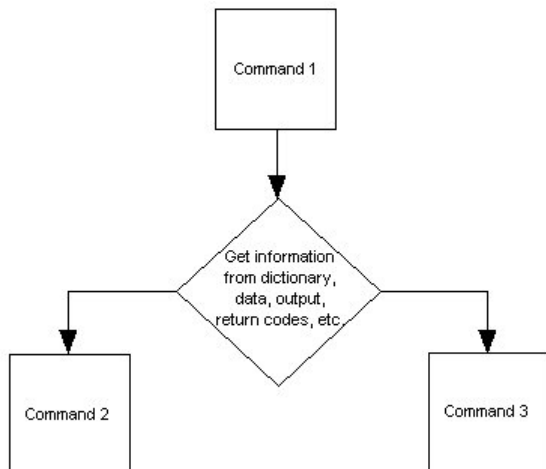 Command 1
Get information
from dictionary,
data, output,
return codes, etc.
Command 2
Command 3